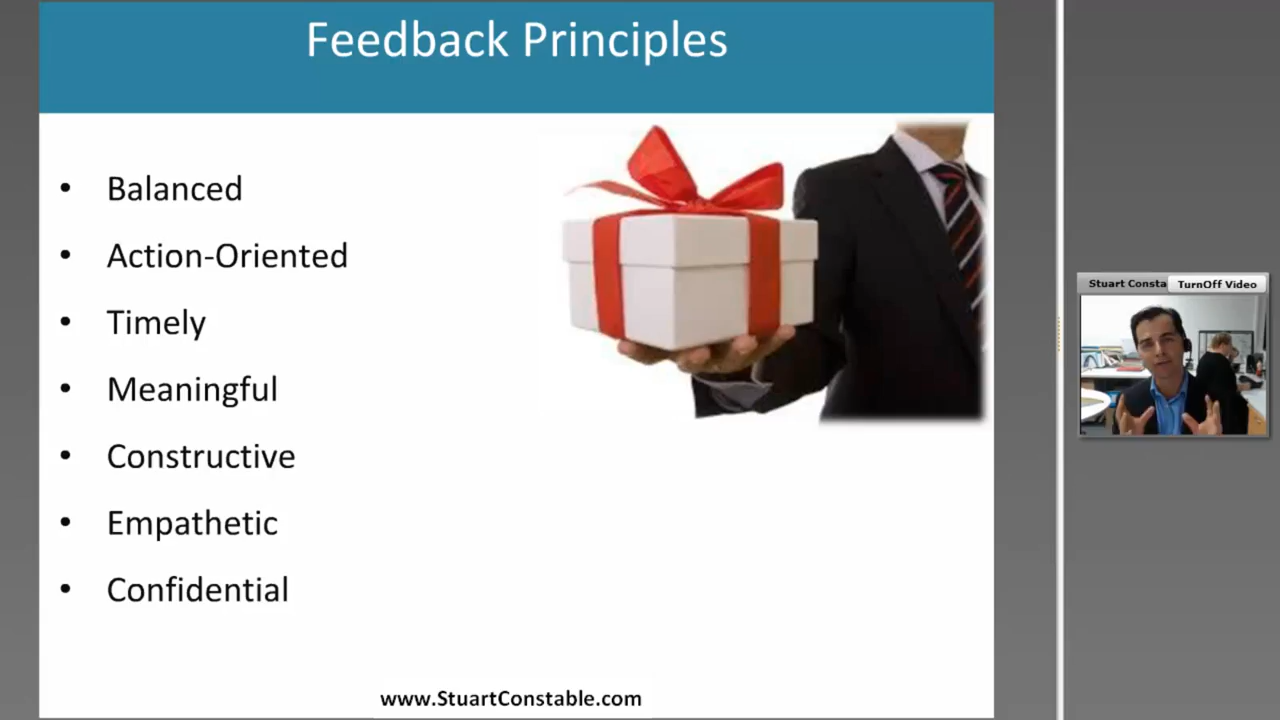 Feedback Principles
• Balanced
• Action-Oriented
• Timely
• Meaningful
• Constructive
• Empathetic
• Confidential
www.StuartConstable.com
Stuart Consta
TurnOff Video